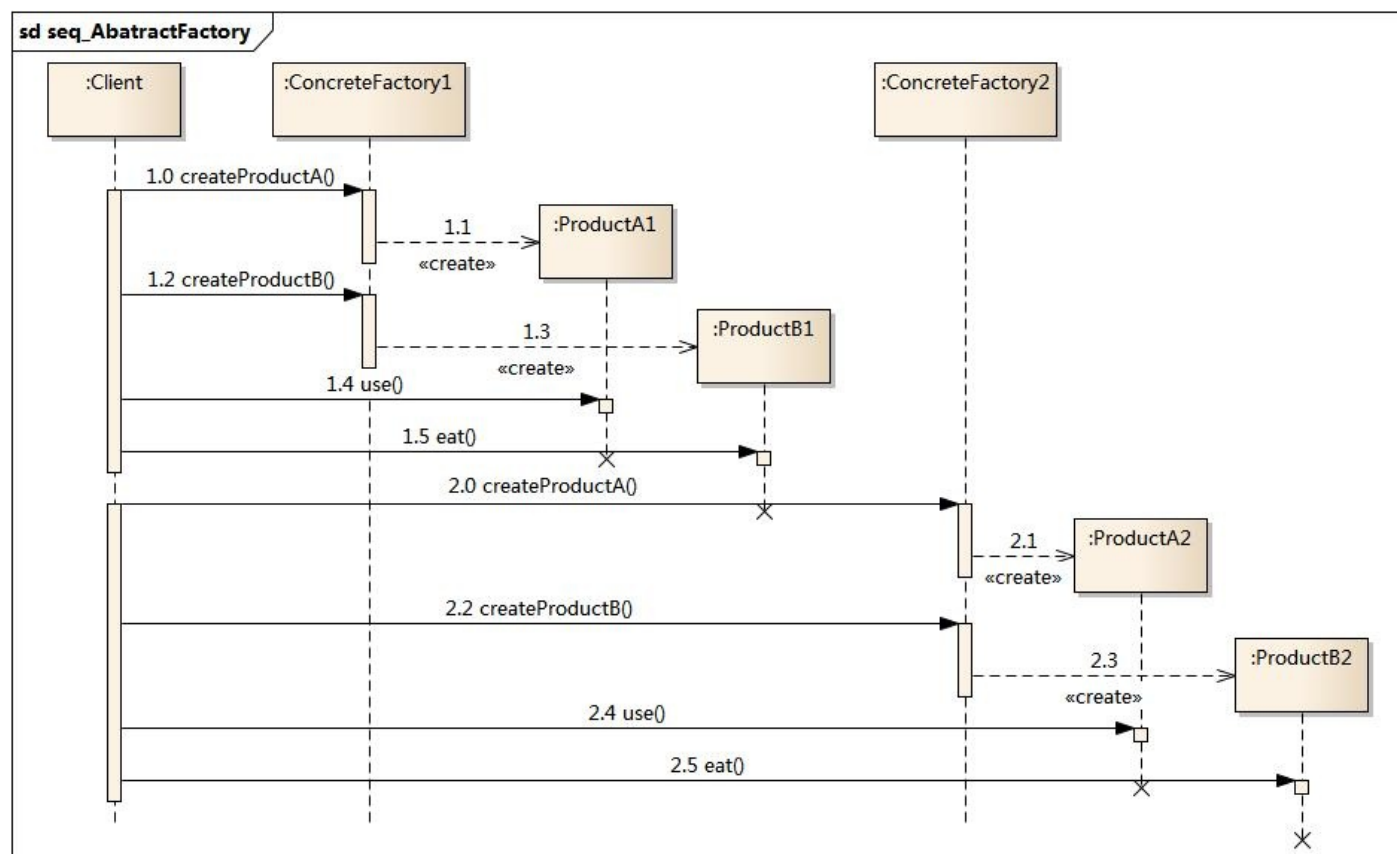 sd seq_AbatractFactory
:Client
:ConcreteFactory1
:ConcreteFactory2
1.0 createProductA()
:ProductA1
1.1
«create»
1.2 createProductB()
:ProductB1
1.3
«create»
1.4 use()
1.5 eat()
2.0 createProductA()
:ProductA2
2.1
«create»
2.2 createProductB()
:ProductB2
2.3
«create»
2.4 use()
2.5 eat()